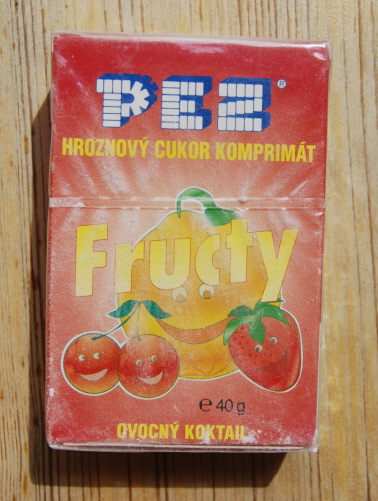 PEZ®
HROZNOVÝ CUKOR KOMPRIMÁT
Fructy
℮ 40 g
OVOCNÝ KOKTAIL